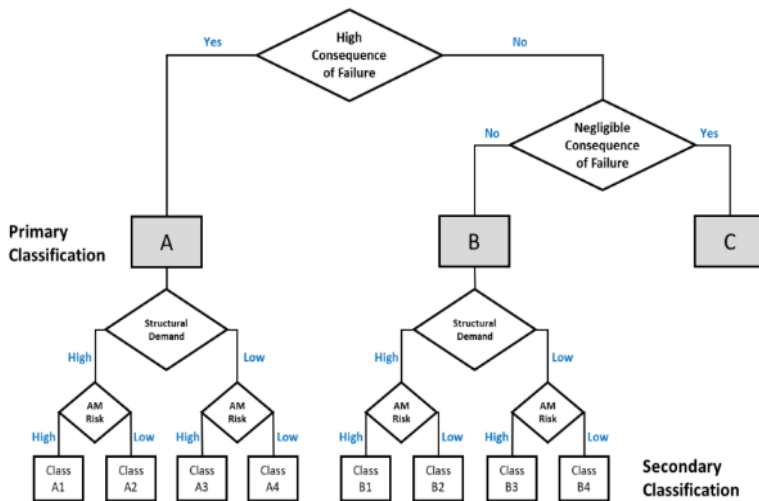 High
Consequence
of Failure
Yes
No
Negligible
Consequence
of Failure
No
Yes
Primary
Classification
A
B
C
Structural
Demand
Structural
Demand
High
Low
High
Low
AM
Risk
AM
Risk
AM
Risk
AM
Risk
High
Low
High
Low
High
Low
High
Low
Class
A1
Class
A2
Class
A3
Class
A4
Class
B1
Class
B2
Class
B3
Class
B4
Secondary
Classification